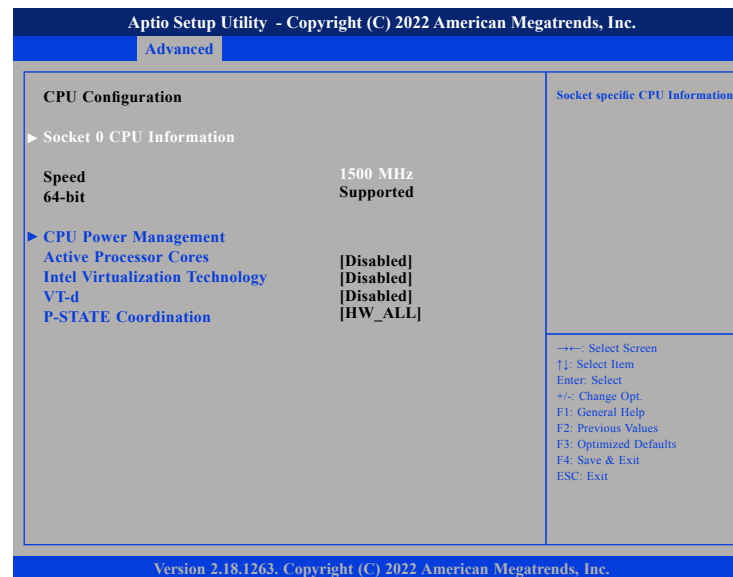 Aptio Setup Utility - Copyright (C) 2022 American Megatrends, Inc.
Advanced
CPU Configuration
▶ Socket 0 CPU Information
Speed 1500 MHz
64-bit Supported
▶ CPU Power Management
Active Processor Cores [Disabled]
Intel Virtualization Technology [Disabled]
VT-d [Disabled]
P-STATE Coordination [HW_ALL]
Socket specific CPU Information
→←: Select Screen
↑↓: Select Item
Enter: Select
+/-: Change Opt.
F1: General Help
F2: Previous Values
F3: Optimized Defaults
F4: Save & Exit
ESC: Exit
Version 2.18.1263. Copyright (C) 2022 American Megatrends, Inc.